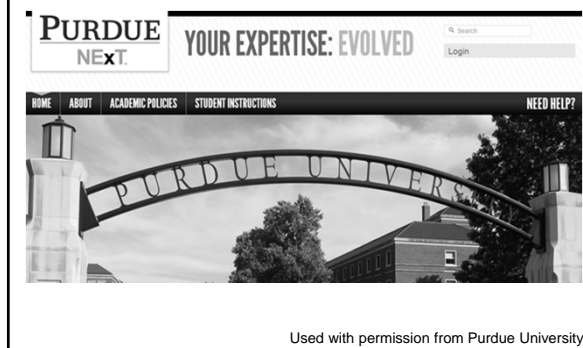 PURDUE
NExT
YOUR EXPERTISE: EVOLVED
Search
Login
HOME ABOUT ACADEMIC POLICIES STUDENT INSTRUCTIONS NEED HELP?
PURDUE UNIVERS
Used with permission from Purdue University